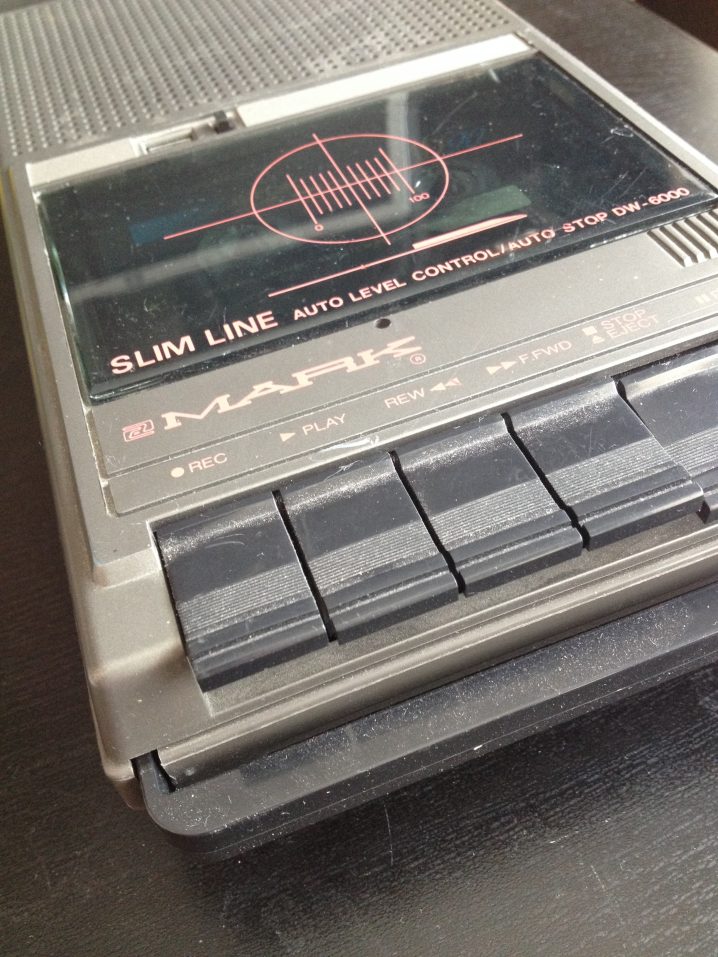 0
100
SLIM LINE AUTO LEVEL CONTROL/AUTO STOP DW-6000
MARK ®
REC PLAY REW F.FWD STOP
EJECT